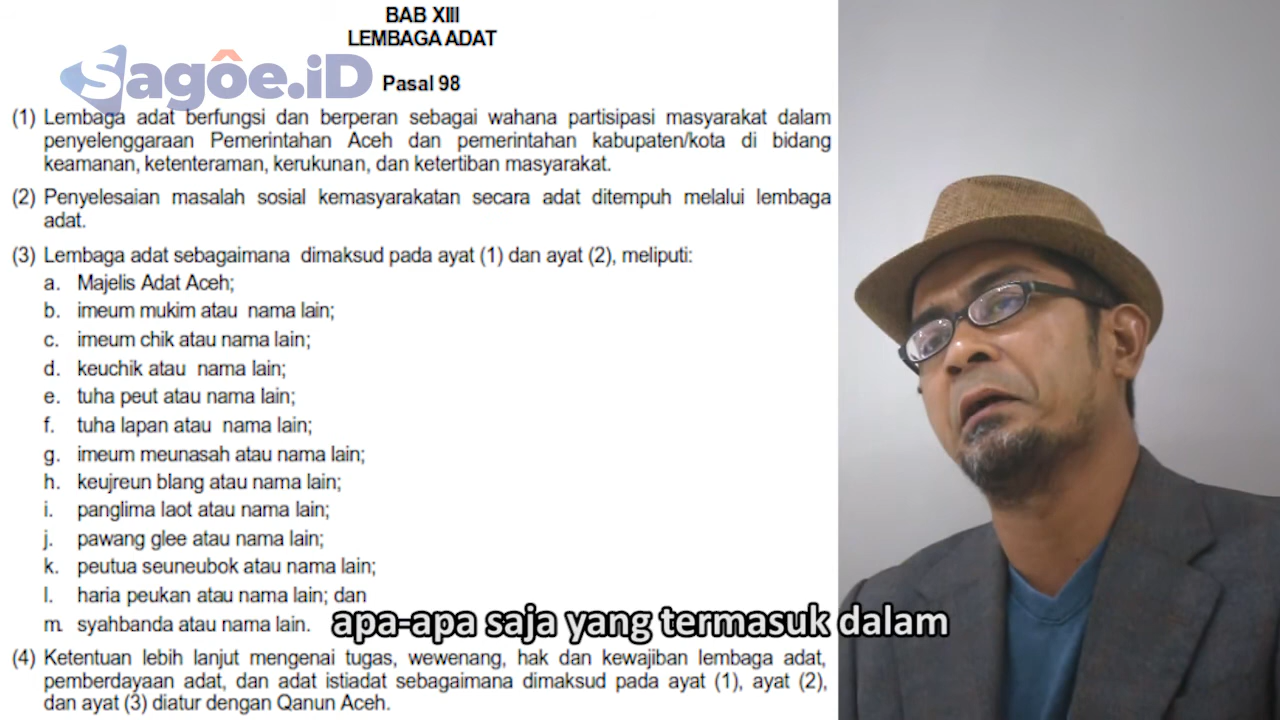 BAB XIII
LEMBAGA ADAT
Sagôe.iD
Pasal 98
(1) Lembaga adat berfungsi dan berperan sebagai wahana partisipasi masyarakat dalam
penyelenggaraan Pemerintahan Aceh dan pemerintahan kabupaten/kota di bidang
keamanan, ketenteraman, kerukunan, dan ketertiban masyarakat.
(2) Penyelesaian masalah sosial kemasyarakatan secara adat ditempuh melalui lembaga
adat.
(3) Lembaga adat sebagaimana dimaksud pada ayat (1) dan ayat (2), meliputi:
a. Majelis Adat Aceh;
b. imeum mukim atau nama lain;
c. imeum chik atau nama lain;
d. keuchik atau nama lain;
e. tuha peut atau nama lain;
f. tuha lapan atau nama lain;
g. imeum meunasah atau nama lain;
h. keujreun blang atau nama lain;
i. panglima laot atau nama lain;
j. pawang glee atau nama lain;
k. peutua seuneubok atau nama lain;
l. haria peukan atau nama lain; dan
m. syahbanda atau nama lain.
apa-apa saja yang termasuk dalam
(4) Ketentuan lebih lanjut mengenai tugas, wewenang, hak dan kewajiban lembaga adat,
pemberdayaan adat, dan adat istiadat sebagaimana dimaksud pada ayat (1), ayat (2),
dan ayat (3) diatur dengan Qanun Aceh.